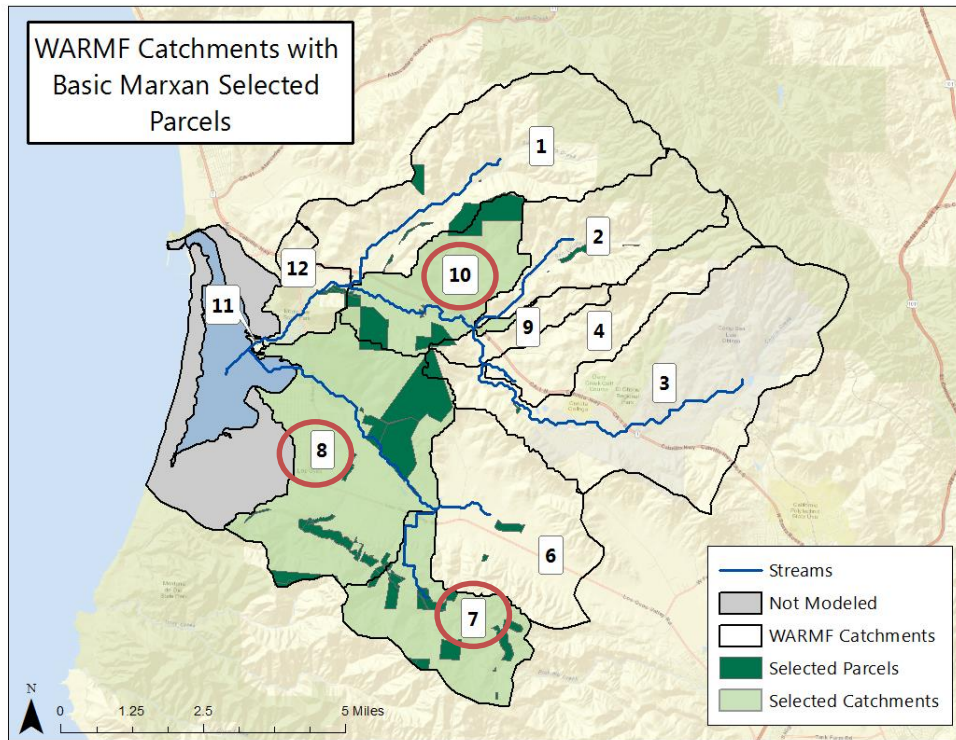 WARMF Catchments with
Basic Marxan Selected
Parcels
1
2
10
12
11
9
4
3
8
6
7
Streams
Not Modeled
WARMF Catchments
Selected Parcels
Selected Catchments
N
0 1.25 2.5 5 Miles